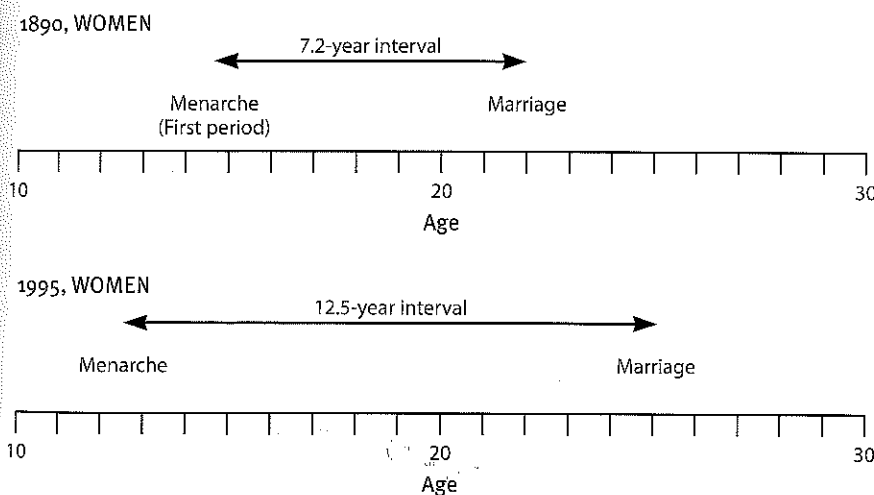 1890, WOMEN
7.2-year interval
Menarche
(First period)
Marriage
10 20 30
Age
1995, WOMEN
12.5-year interval
Menarche Marriage
10 20 30
Age